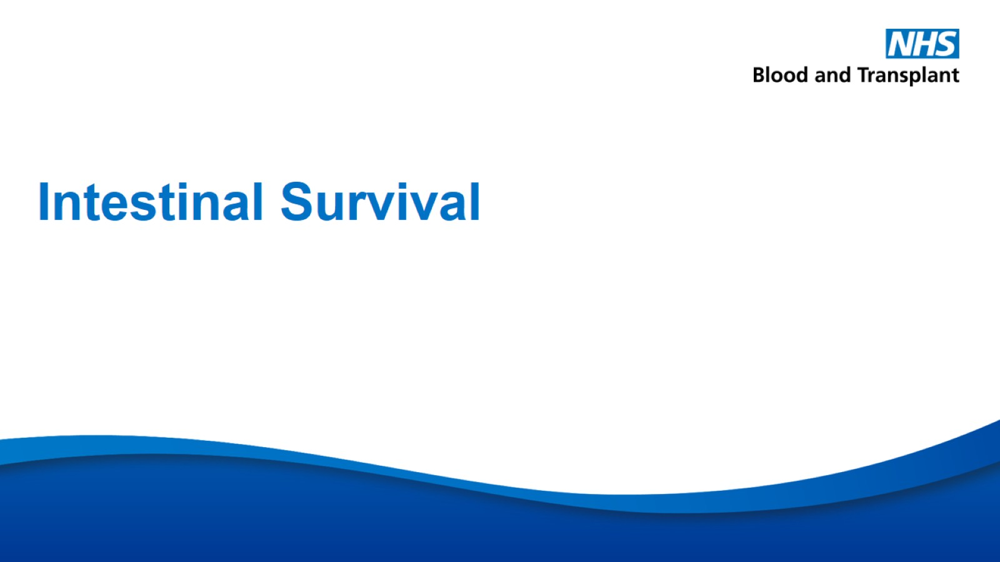 NHS
Blood and Transplant
Intestinal Survival